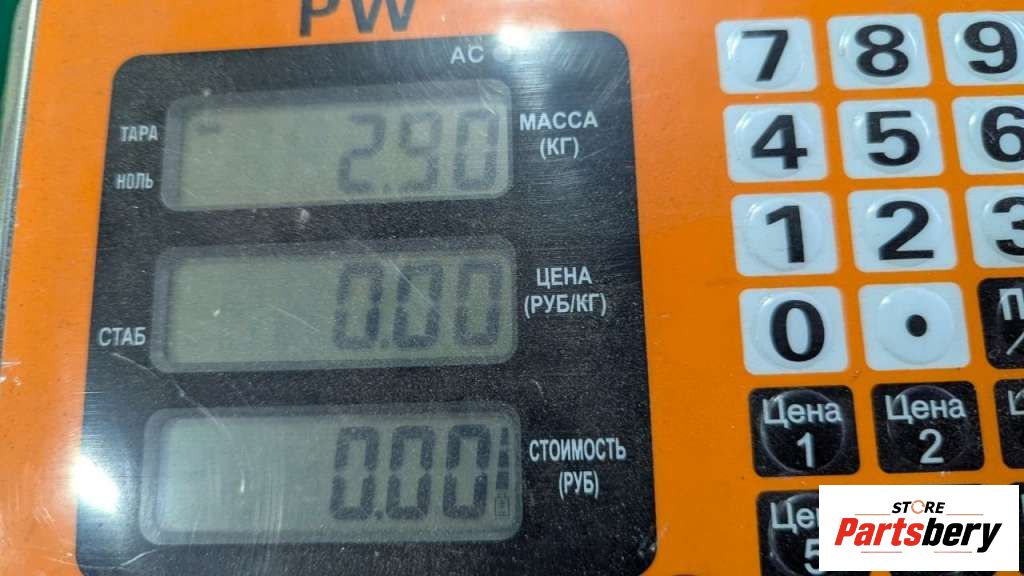 PW
AC
ТАРА
НОЛЬ
2.90
МАССА
(КГ)
СТАБ
0.00
ЦЕНА
(РУБ/КГ)
0.00
СТОИМОСТЬ
(РУБ)
7 8 9
4 5 6
1 2 3
0 •
Цена
1
Цена
2
5
STORE
Partsbery